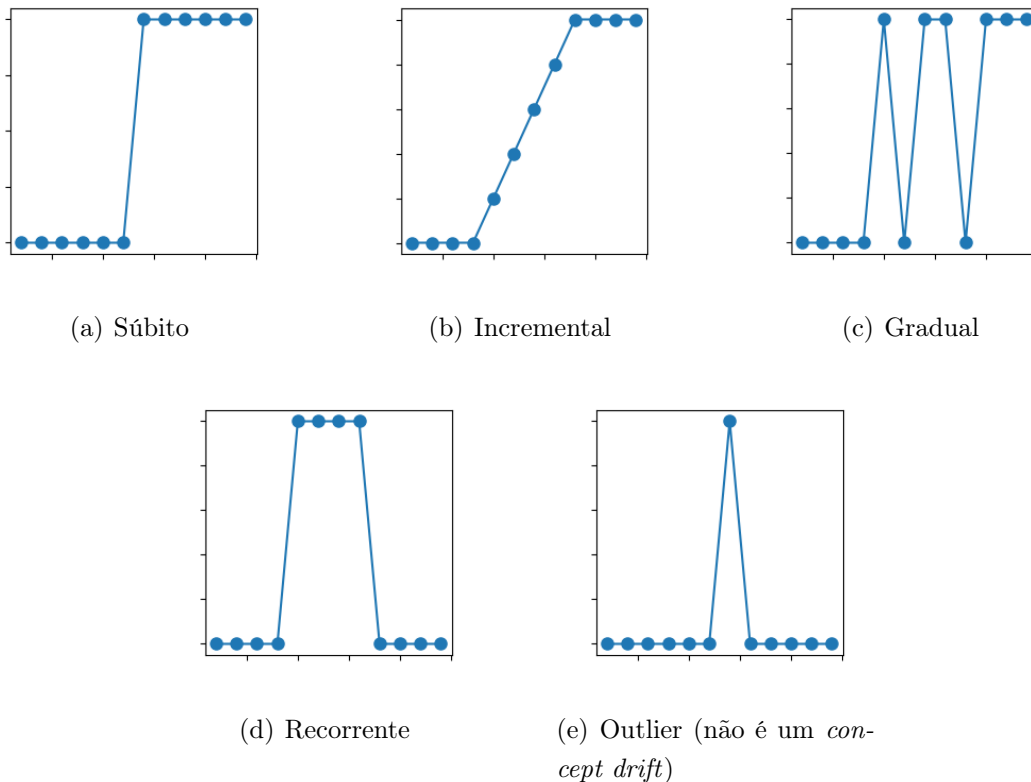 (a) Súbito
(b) Incremental
(c) Gradual
(d) Recorrente
(e) Outlier (não é um con-
cept drift)